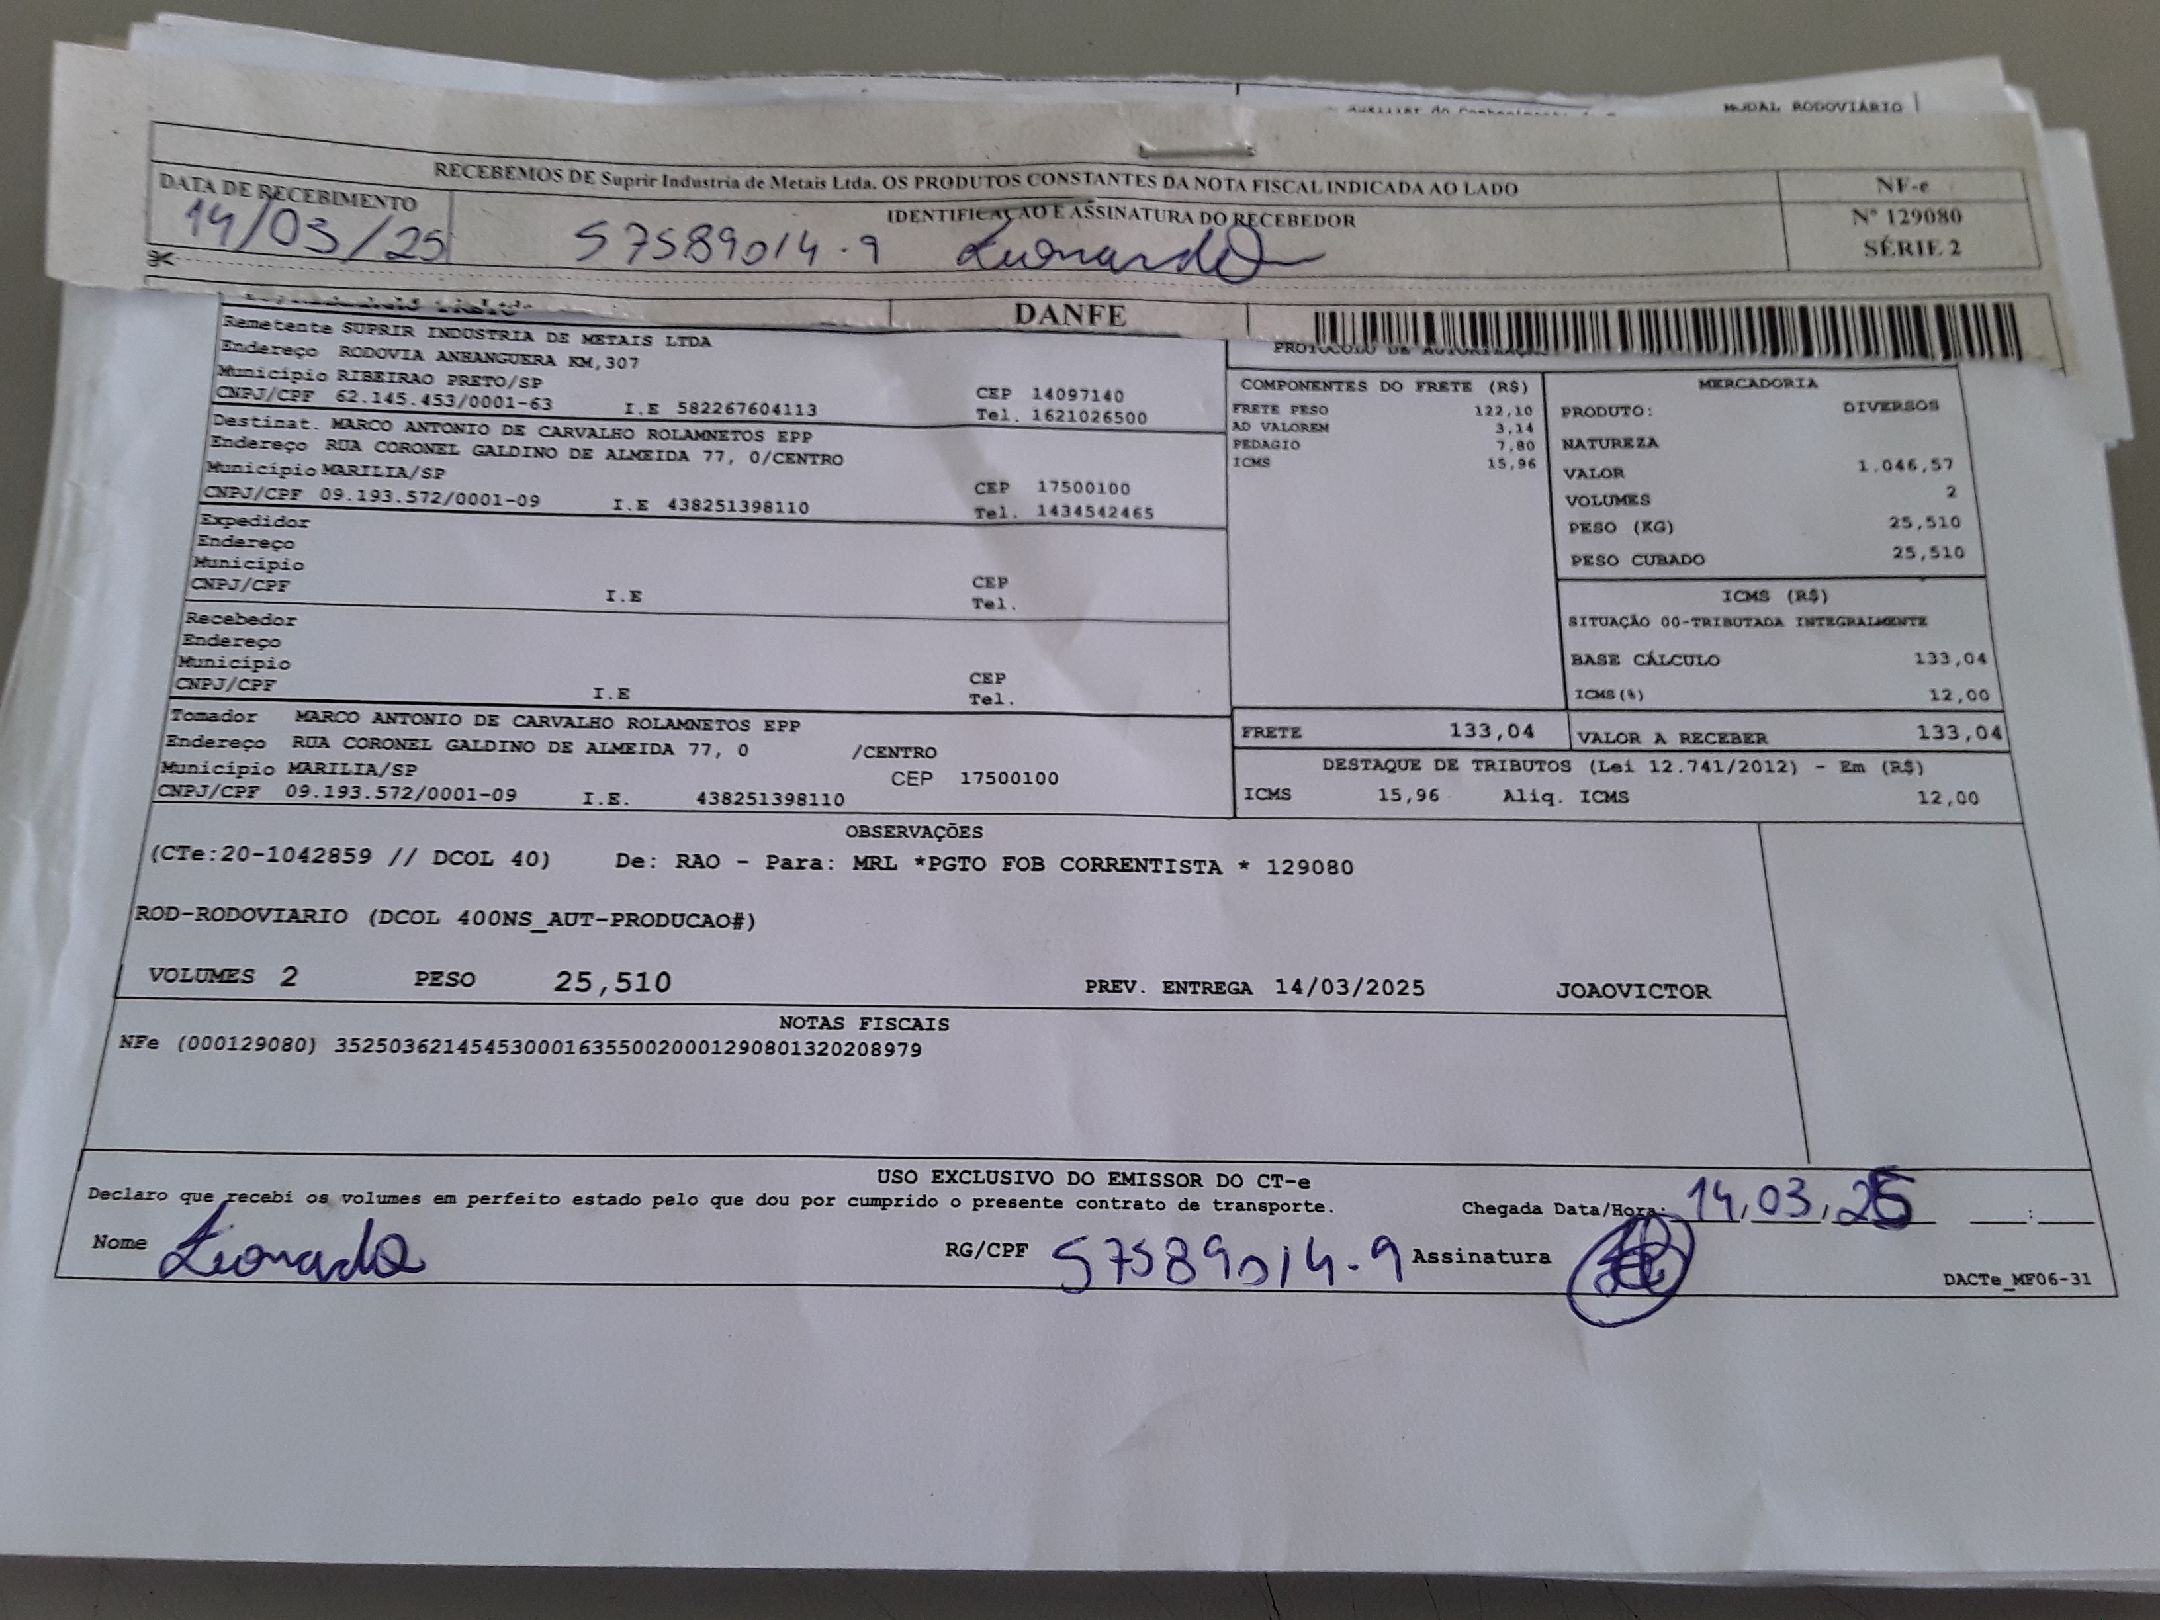 MODAL RODOVIÁRIO
RECEBEMOS DE Suprir Industria de Metais Ltda. OS PRODUTOS CONSTANTES DA NOTA FISCAL INDICADA AO LADO
NF-e
Nº 129080
SÉRIE 2
DATA DE RECEBIMENTO
14/03/25
IDENTIFICAÇÃO E ASSINATURA DO RECEBEDOR
57589014-9 Leonardo
DANFE
Remetente SUPRIR INDUSTRIA DE METAIS LTDA
Endereço RODOVIA ANHANGUERA KM,307
Município RIBEIRAO PRETO/SP CEP 14097140
CNPJ/CPF 62.145.453/0001-63 I.E 582267604113 Tel. 1621026500
Destinat. MARCO ANTONIO DE CARVALHO ROLAMNETOS EPP
Endereço RUA CORONEL GALDINO DE ALMEIDA 77, 0/CENTRO
Município MARILIA/SP CEP 17500100
CNPJ/CPF 09.193.572/0001-09 I.E 438251398110 Tel. 1434542465
Expedidor
Endereço
Município CEP
CNPJ/CPF I.E Tel.
Recebedor
Endereço
Município CEP
CNPJ/CPF I.E Tel.
Tomador MARCO ANTONIO DE CARVALHO ROLAMNETOS EPP
Endereço RUA CORONEL GALDINO DE ALMEIDA 77, 0 /CENTRO
Município MARILIA/SP CEP 17500100
CNPJ/CPF 09.193.572/0001-09 I.E. 438251398110
PROTOCOLO DE AUTORIZAÇÃO
COMPONENTES DO FRETE (R$)
FRETE PESO 122,10
AD VALOREM 3,14
PEDAGIO 7,80
ICMS 15,96
MERCADORIA
PRODUTO: DIVERSOS
NATUREZA
VALOR 1.046,57
VOLUMES 2
PESO (KG) 25,510
PESO CUBADO 25,510
ICMS (R$)
SITUAÇÃO 00-TRIBUTADA INTEGRALMENTE
BASE CÁLCULO 133,04
ICMS(%) 12,00
FRETE 133,04 VALOR A RECEBER 133,04
DESTAQUE DE TRIBUTOS (Lei 12.741/2012) - Em (R$)
ICMS 15,96 Aliq. ICMS 12,00
OBSERVAÇÕES
(CTe:20-1042859 // DCOL 40) De: RAO - Para: MRL *PGTO FOB CORRENTISTA * 129080
ROD-RODOVIARIO (DCOL 400NS_AUT-PRODUCAO#)
VOLUMES 2 PESO 25,510 PREV. ENTREGA 14/03/2025 JOAOVICTOR
NOTAS FISCAIS
NFe (000129080) 35250362145453000163550020001290801320208979
USO EXCLUSIVO DO EMISSOR DO CT-e
Declaro que recebi os volumes em perfeito estado pelo que dou por cumprido o presente contrato de transporte. Chegada Data/Hora: 14,03,25 __:__
Nome Leonardo RG/CPF 57589014-9 Assinatura
DACTe_MF06-31